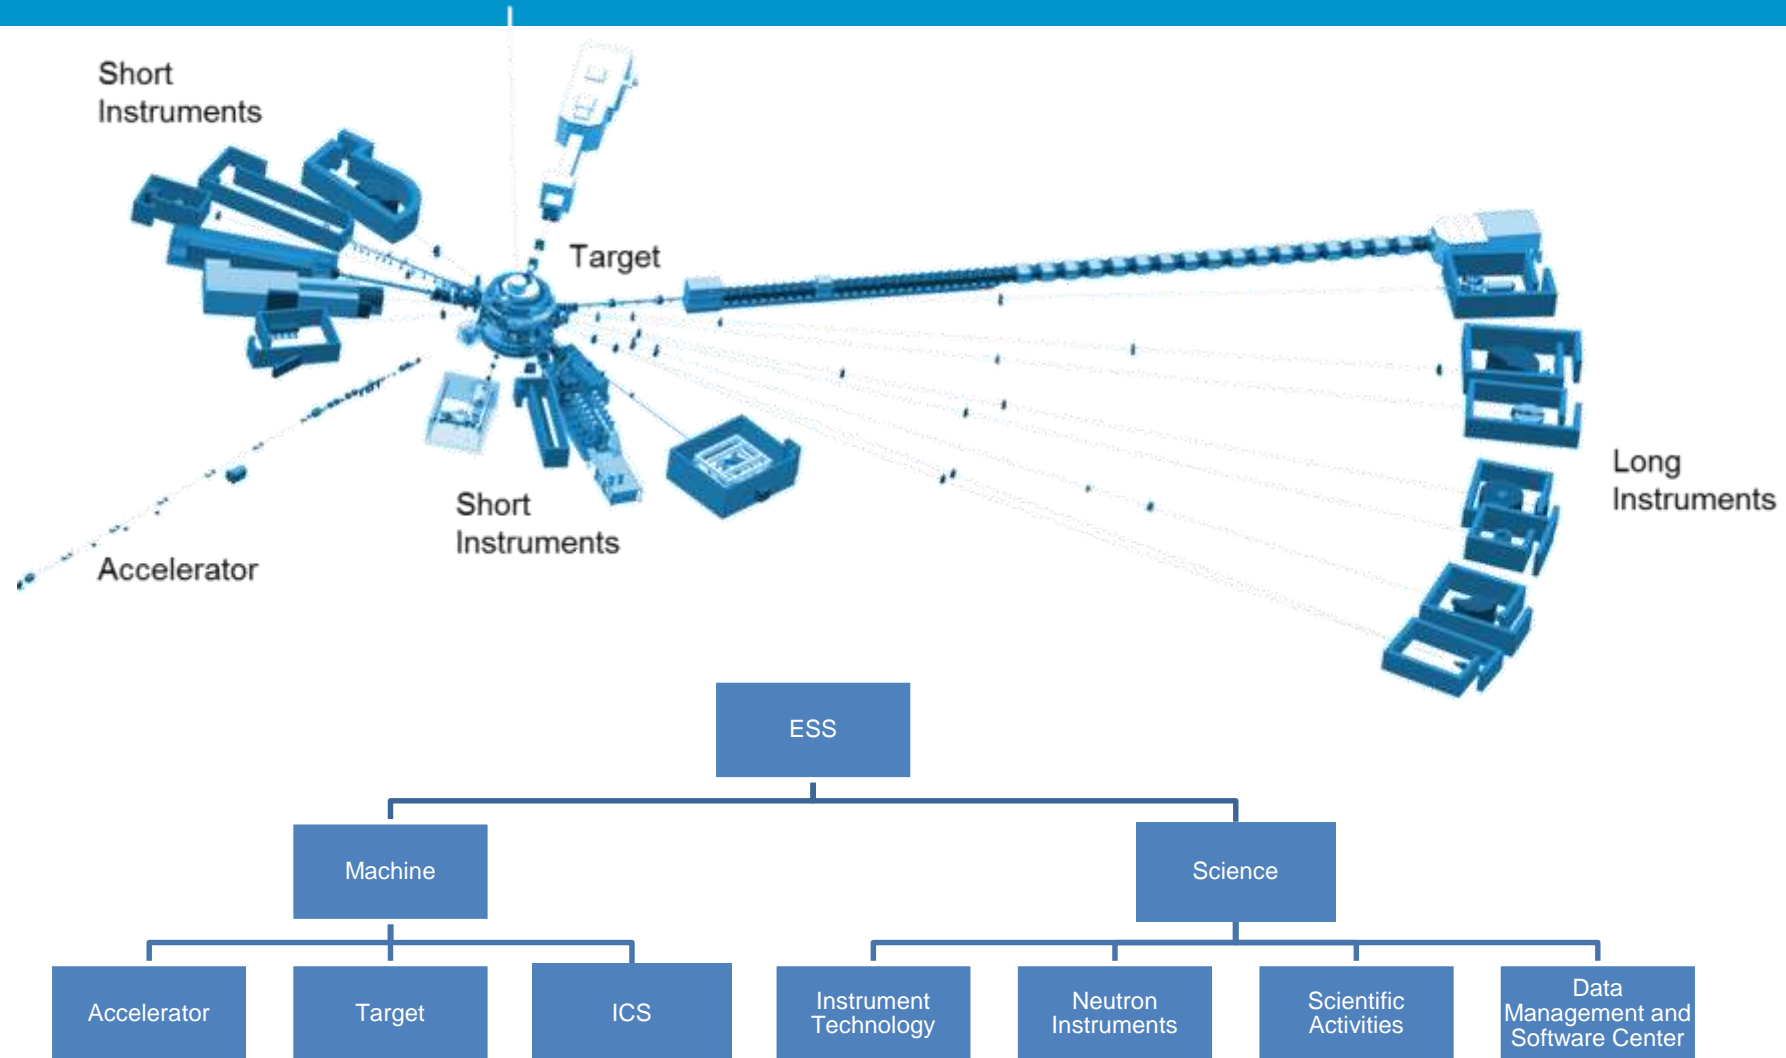 Short
Instruments
Target
Long
Instruments
Short
Instruments
Accelerator
ESS
Machine
Science
Accelerator
Target
ICS
Instrument
Technology
Neutron
Instruments
Scientific
Activities
Data
Management and
Software Center